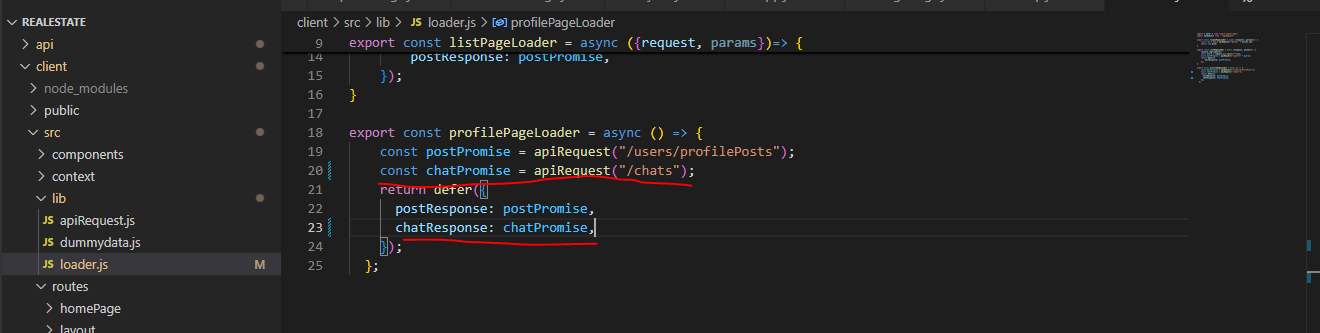 REALESTATE
api
client
node_modules
public
src
components
context
lib
JS apiRequest.js
JS dummydata.js
JS loader.js M
routes
homePage
layout
client > src > lib > JS loader.js > profilePageLoader
9 export const listPageLoader = async ({request, params})=> {
14 postResponse: postPromise,
15 });
16 }
17
18 export const profilePageLoader = async () => {
19 const postPromise = apiRequest("/users/profilePosts");
20 const chatPromise = apiRequest("/chats");
21 return defer({
22 postResponse: postPromise,
23 chatResponse: chatPromise,
24 });
25 };